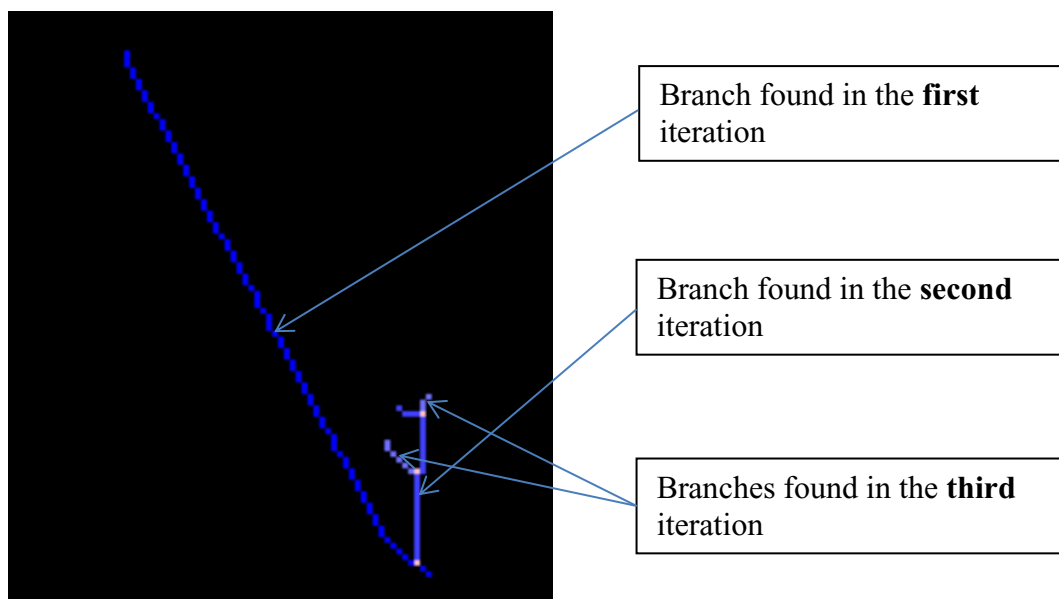 Branch found in the first
iteration
Branch found in the second
iteration
Branches found in the third
iteration